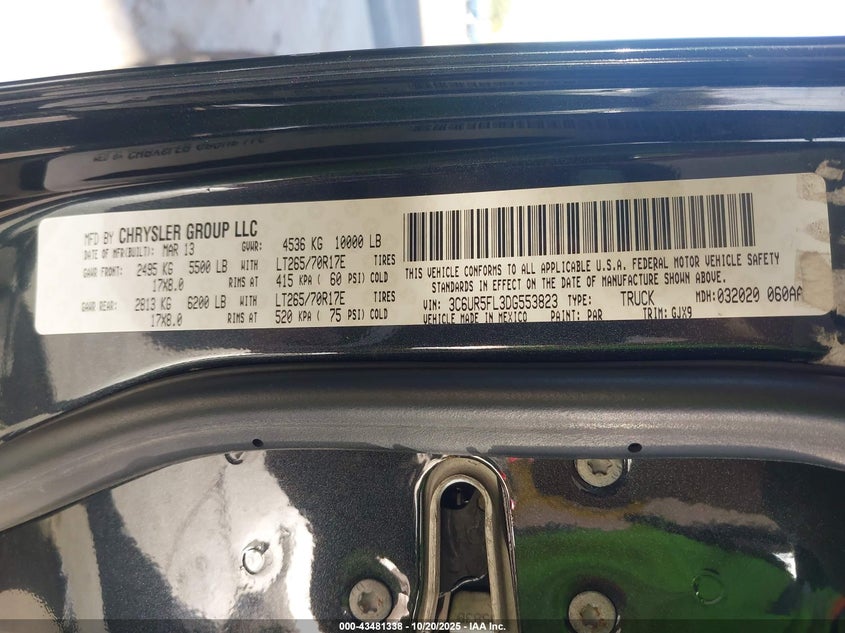 MFD BY CHRYSLER GROUP LLC
DATE OF MFR(BUILT): MAR 13 GVWR: 4536 KG 10000 LB
GAWR FRONT: 2495 KG 5500 LB WITH LT265/70R17E TIRES
17X8.0 RIMS AT 415 KPA ( 60 PSI) COLD
GAWR REAR: 2813 KG 6200 LB WITH LT265/70R17E TIRES
17X8.0 RIMS AT 520 KPA ( 75 PSI) COLD
THIS VEHICLE CONFORMS TO ALL APPLICABLE U.S.A. FEDERAL MOTOR VEHICLE SAFETY
STANDARDS IN EFFECT ON THE DATE OF MANUFACTURE SHOWN ABOVE.
VIN: 3C6UR5FL3DG553823 TYPE: TRUCK MDH: 032020 060AA
VEHICLE MADE IN MEXICO PAINT: PAR TRIM: GJX9
000-43481338 - 10/20/2025 - IAA Inc.